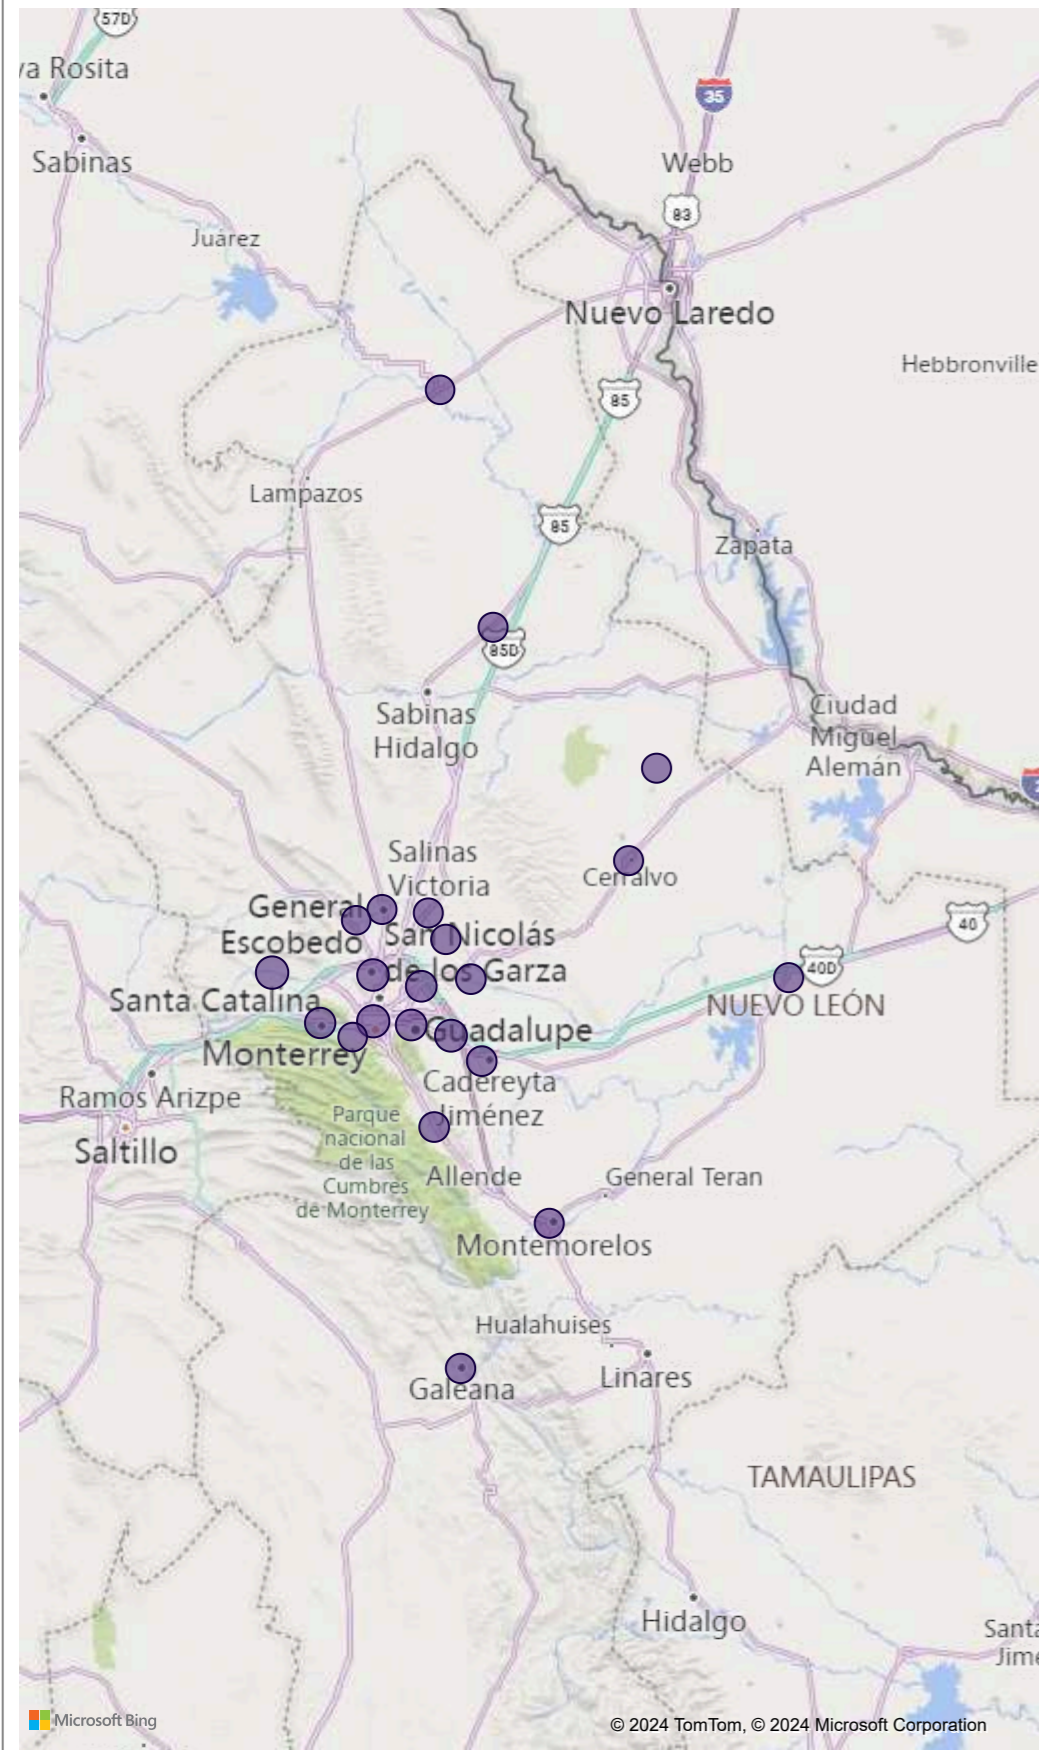 57D
va Rosita
35
Sabinas
Webb
83
Juarez
Nuevo Laredo
Hebbronville
85
Lampazos
85
Zapata
85D
Sabinas
Hidalgo
Ciudad
Miguel
Alemán
Salinas
Victoria
Cerralvo
General
Escobedo
San Nicolás
de los Garza
40
40D
Santa Catalina
NUEVO LEÓN
Guadalupe
Monterrey
Cadereyta
Jiménez
Ramos Arizpe
Saltillo
Parque
nacional
de las
Cumbres
de Monterrey
Allende
General Teran
Montemorelos
Hualahuises
Linares
Galeana
TAMAULIPAS
Hidalgo
Santa
Jime
Microsoft Bing
© 2024 TomTom, © 2024 Microsoft Corporation